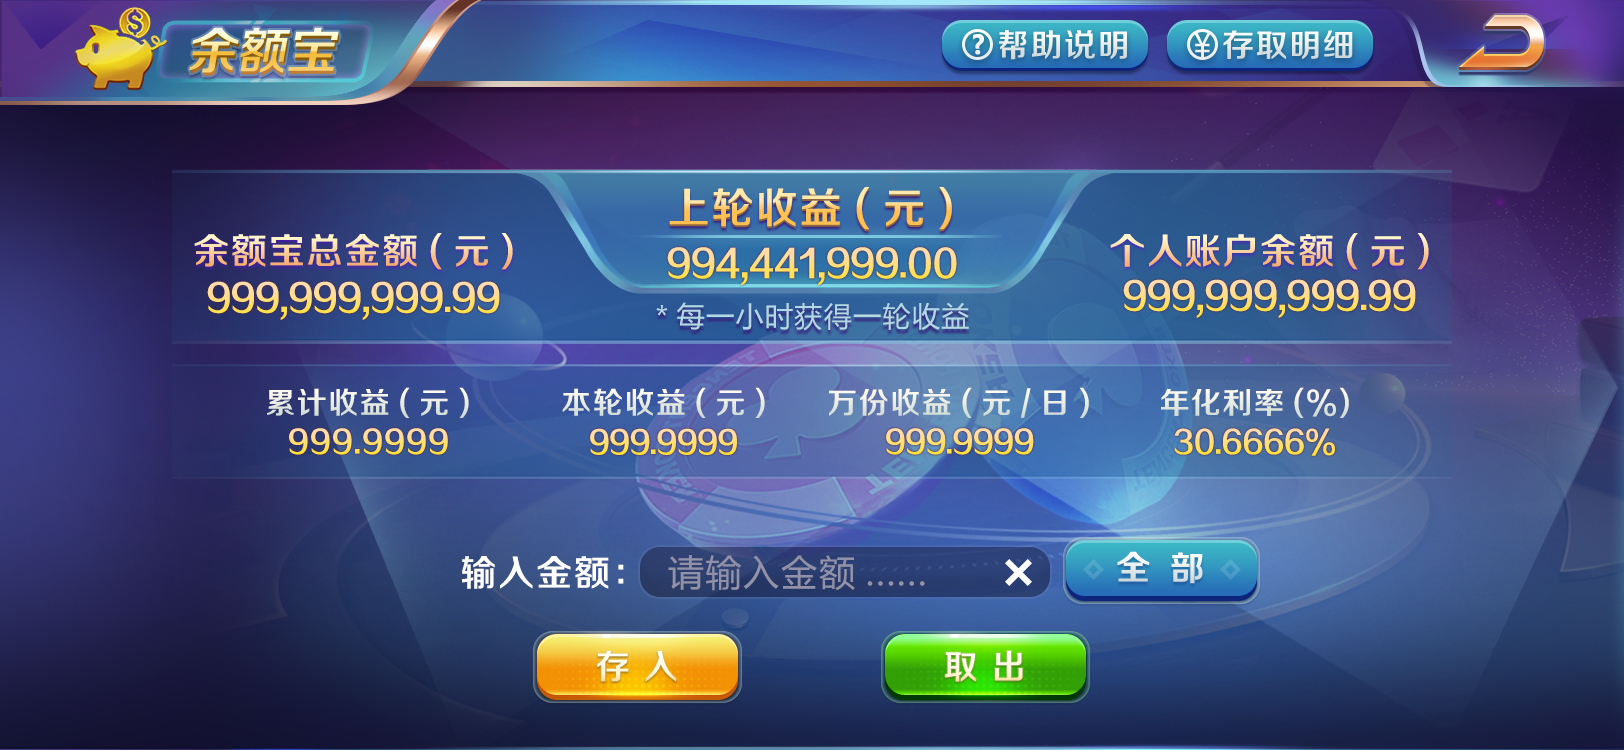 余额宝
帮助说明
存取明细
上轮收益(元)
994,441,999.00
* 每一小时获得一轮收益
余额宝总金额(元)
999,999,999.99
个人账户余额(元)
999,999,999.99
累计收益(元)
999.9999
本轮收益(元)
999.9999
万份收益(元/日)
999.9999
年化利率(%)
30.6666%
输入金额:
请输入金额 ......
全 部
存 入
取 出